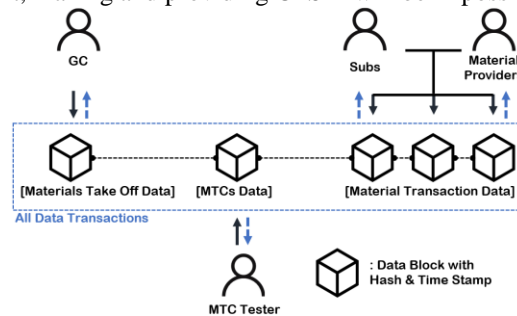 GC
Subs
Material
Provider
[Materials Take Off Data]
[MTCs Data]
[Material Transaction Data]
All Data Transactions
: Data Block with
Hash & Time Stamp
MTC Tester